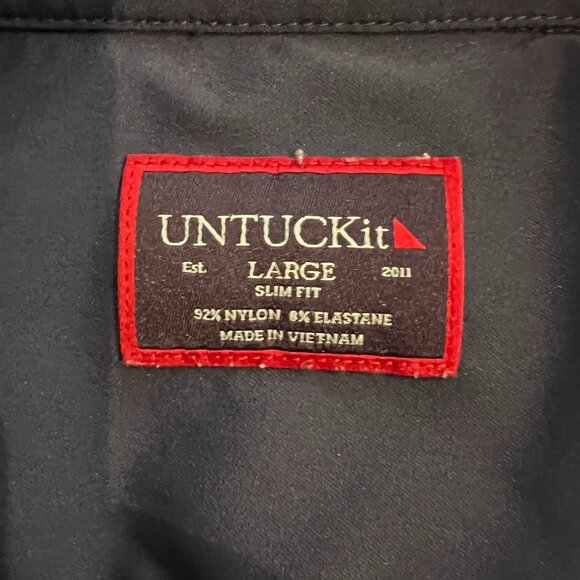 UNTUCKit
Est. LARGE 2011
SLIM FIT
92% NYLON 8% ELASTANE
MADE IN VIETNAM